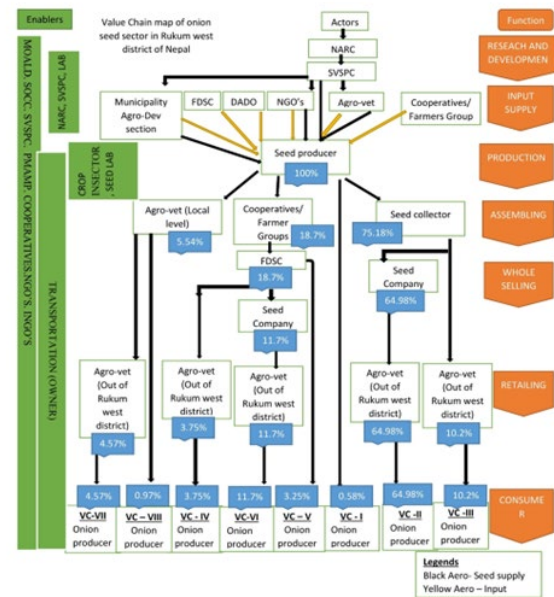 Enablers
Value Chain map of onion
seed sector in Rukum west
district of Nepal
Actors
Function
NARC
RESEACH AND
DEVELOPMEN
SVSPC
MOALD, SOCC, SVSPC, PMAMP, COOPERATIVES.NGO'S. INGO'S.
NARC, SVSPC, LAB
Municipality
Agro-Dev
section
FDSC
DADO
NGO's
Agro-vet
Cooperatives/
Farmers Group
INPUT
SUPPLY
CROP
INSECTOR
, SEED LAB
Seed producer
100%
PRODUCTION
Agro-vet (Local
level)
5.54%
Cooperatives/
Farmer
Groups
18.7%
Seed collector
75.18%
ASSEMBLING
FDSC
18.7%
Seed
Company
64.98%
WHOLE
SELLING
TRANSPORTATION (OWNER)
Seed
Company
11.7%
Agro-vet
(Out of
Rukum west
district)
4.57%
Agro-vet
(Out of
Rukum west
district)
3.75%
Agro-vet
(Out of
Rukum west
district)
11.7%
Agro-vet
(Out of
Rukum west
district)
64.98%
Agro-vet
(Out of
Rukum west
district)
10.2%
RETAILING
4.57%
0.97%
3.75%
11.7%
3.25%
0.58%
64.98%
10.2%
CONSUME
R
VC-VII
Onion
producer
VC – VIII
Onion
producer
VC - IV
Onion
producer
VC-VI
Onion
producer
VC – V
Onion
producer
VC - I
Onion
producer
VC -II
Onion
producer
VC -III
Onion
producer
Legends
Black Aero- Seed supply
Yellow Aero – Input